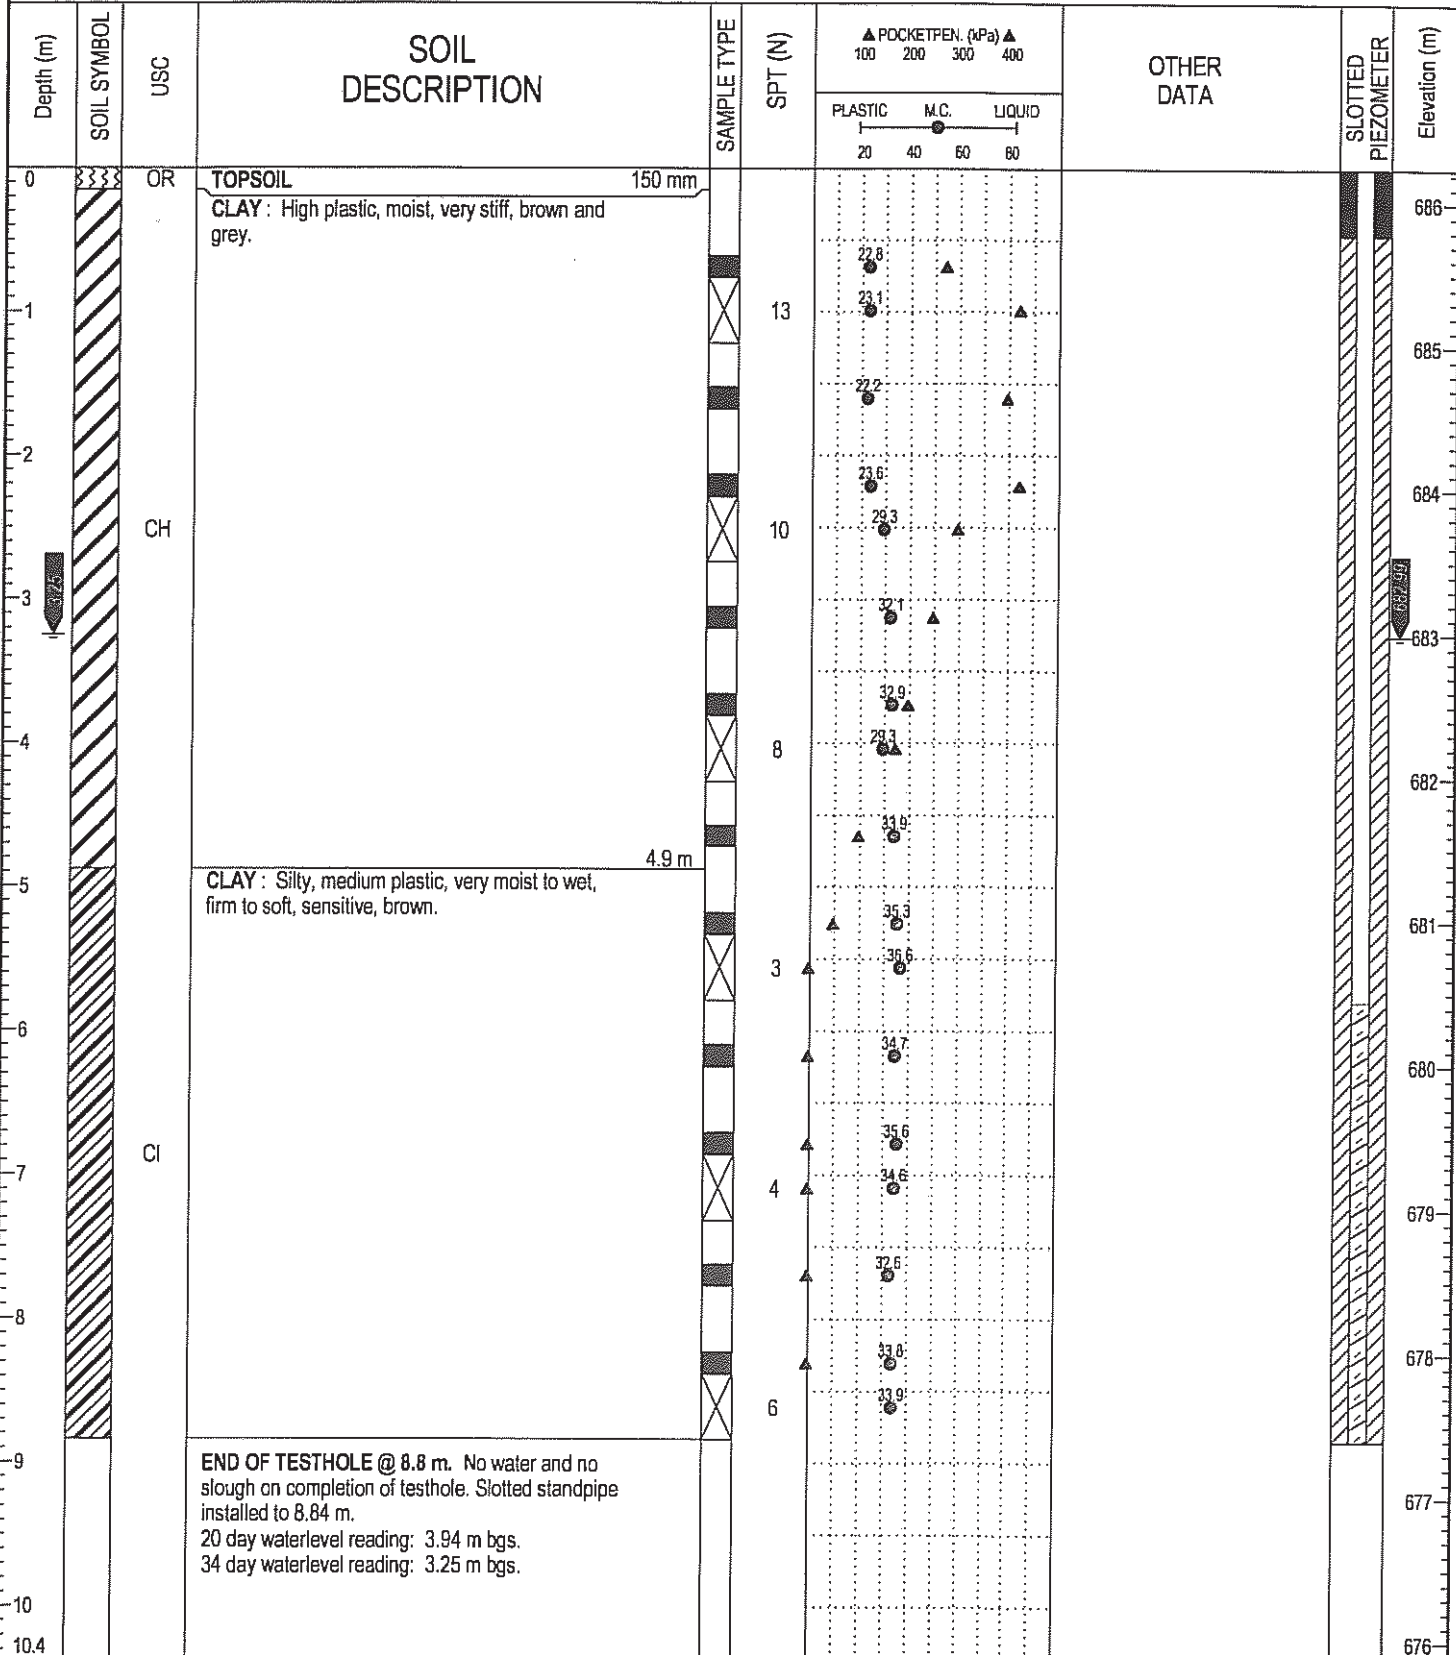 Depth (m)
SOIL SYMBOL
USC
SOIL
DESCRIPTION
SAMPLE TYPE
SPT (N)
▲ POCKETPEN. (kPa) ▲
100 200 300 400
PLASTIC M.C. LIQUID
20 40 60 80
OTHER
DATA
SLOTTED
PIEZOMETER
Elevation (m)
0
OR
TOPSOIL 150 mm
CLAY : High plastic, moist, very stiff, brown and
grey.
686
22.8
1
13
23.1
685
22.2
2
23.6
684
CH
10
29.3
3.25
3
32.1
682.99
683
32.9
4
8
29.3
682
33.9
4.9 m
5
CLAY : Silty, medium plastic, very moist to wet,
firm to soft, sensitive, brown.
35.3
681
3
36.6
6
34.7
680
35.6
CI
7
4
34.6
679
32.6
8
33.8
678
6
33.9
9
END OF TESTHOLE @ 8.8 m. No water and no
slough on completion of testhole. Slotted standpipe
installed to 8.84 m.
20 day waterlevel reading: 3.94 m bgs.
34 day waterlevel reading: 3.25 m bgs.
677
10
10.4
676